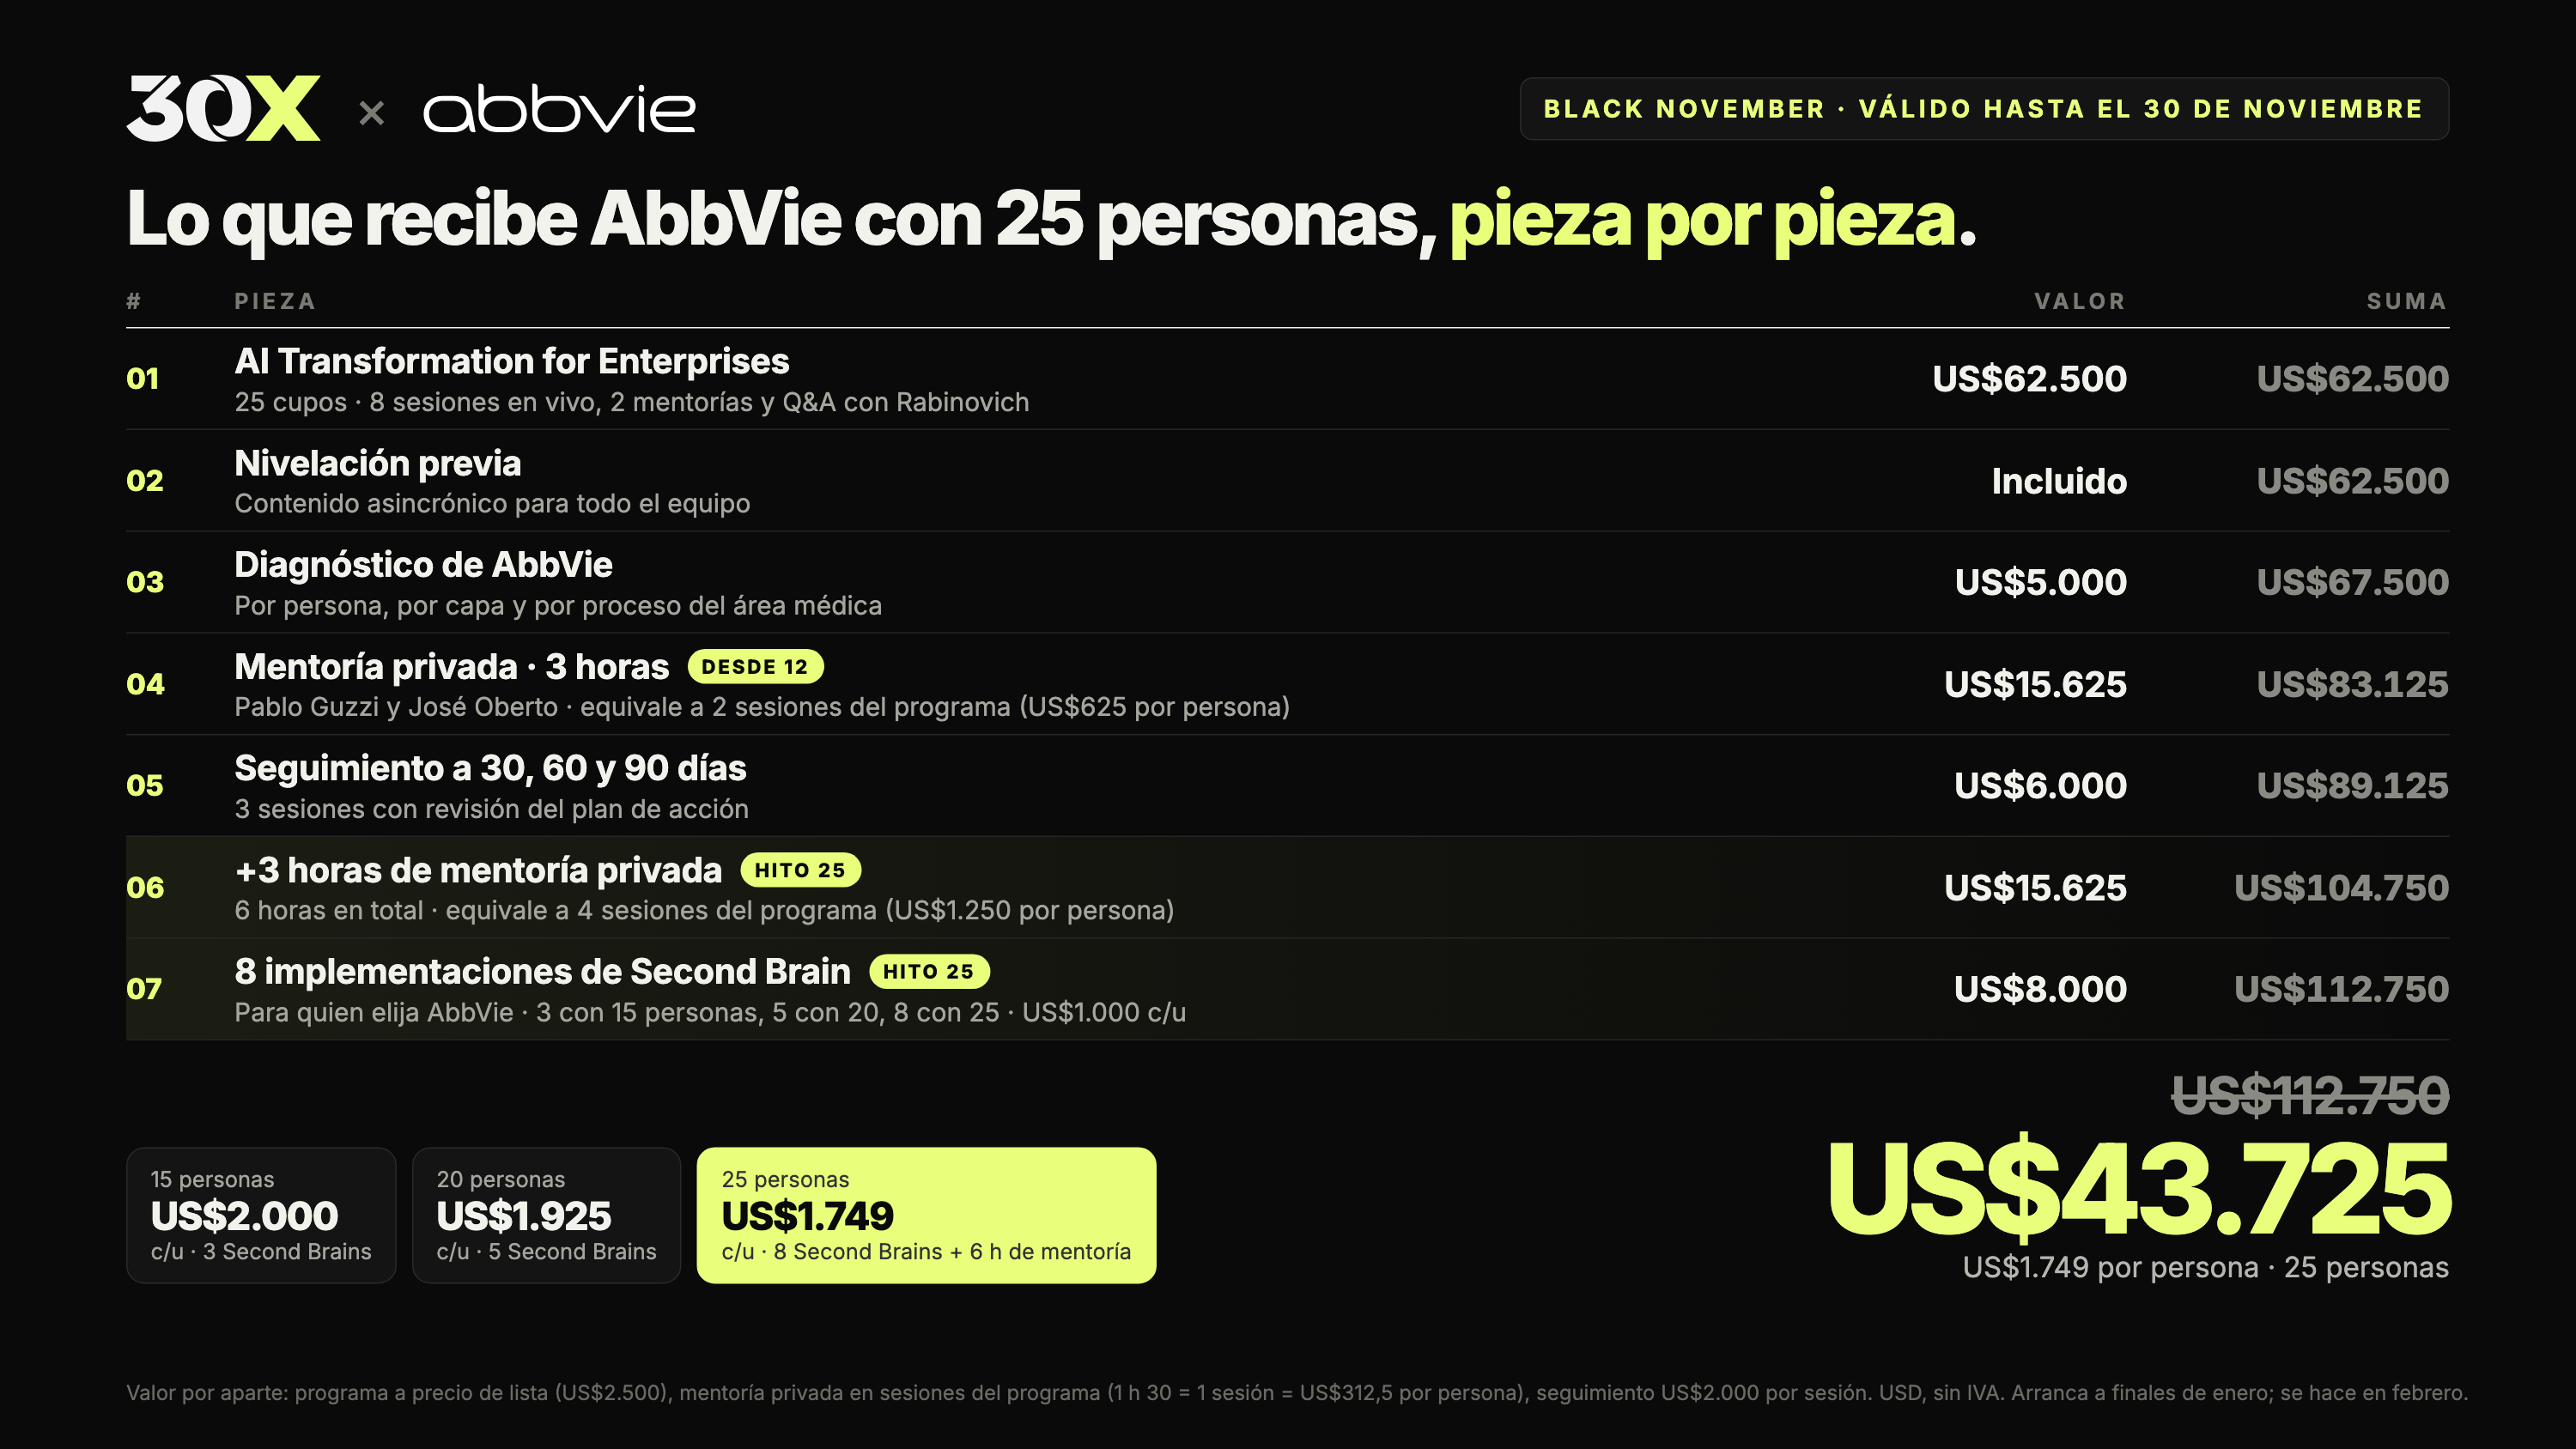 30X × abbvie
BLACK NOVEMBER · VÁLIDO HASTA EL 30 DE NOVIEMBRE
Lo que recibe AbbVie con 25 personas, pieza por pieza.
# PIEZA VALOR SUMA
01 AI Transformation for Enterprises US$62.500 US$62.500
25 cupos · 8 sesiones en vivo, 2 mentorías y Q&A con Rabinovich
02 Nivelación previa Incluido US$62.500
Contenido asincrónico para todo el equipo
03 Diagnóstico de AbbVie US$5.000 US$67.500
Por persona, por capa y por proceso del área médica
04 Mentoría privada · 3 horas DESDE 12 US$15.625 US$83.125
Pablo Guzzi y José Oberto · equivale a 2 sesiones del programa (US$625 por persona)
05 Seguimiento a 30, 60 y 90 días US$6.000 US$89.125
3 sesiones con revisión del plan de acción
06 +3 horas de mentoría privada HITO 25 US$15.625 US$104.750
6 horas en total · equivale a 4 sesiones del programa (US$1.250 por persona)
07 8 implementaciones de Second Brain HITO 25 US$8.000 US$112.750
Para quien elija AbbVie · 3 con 15 personas, 5 con 20, 8 con 25 · US$1.000 c/u
US$112.750
US$43.725
US$1.749 por persona · 25 personas
15 personas
US$2.000
c/u · 3 Second Brains
20 personas
US$1.925
c/u · 5 Second Brains
25 personas
US$1.749
c/u · 8 Second Brains + 6 h de mentoría
Valor por aparte: programa a precio de lista (US$2.500), mentoría privada en sesiones del programa (1 h 30 = 1 sesión = US$312,5 por persona), seguimiento US$2.000 por sesión. USD, sin IVA. Arranca a finales de enero; se hace en febrero.